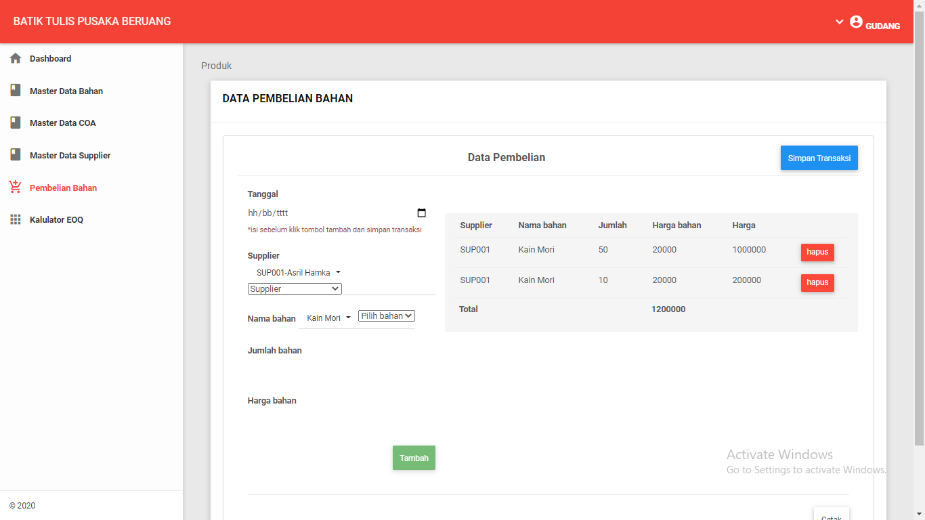 BATIK TULIS PUSAKA BERUANG
GUDANG
Dashboard
Master Data Bahan
Master Data COA
Master Data Supplier
Pembelian Bahan
Kalulator EOQ
© 2020
Produk
DATA PEMBELIAN BAHAN
Data Pembelian
Simpan Transaksi
Tanggal
hh/bb/tttt
*isi sebelum klik tombol tambah dan simpan transaksi
Supplier
SUP001-Asril Hamka
Supplier
Nama bahan Kain Mori Pilih bahan
Jumlah bahan
Harga bahan
Tambah
Supplier Nama bahan Jumlah Harga bahan Harga
SUP001 Kain Mori 50 20000 1000000 hapus
SUP001 Kain Mori 10 20000 200000 hapus
Total 1200000
Activate Windows
Go to Settings to activate Windows.
Cetak